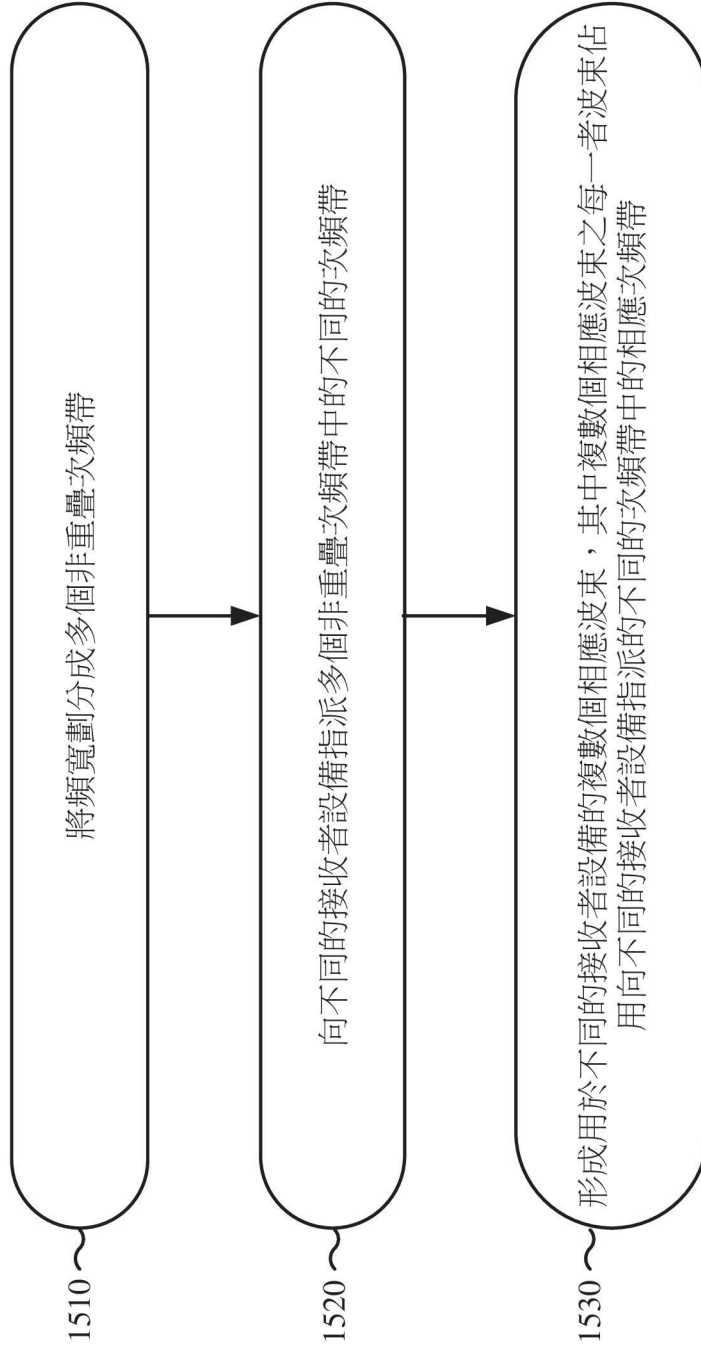 1510
將頻寬劃分成多個非重疊次頻帶
1520
向不同的接收者設備指派多個非重疊次頻帶中的不同的次頻帶
1530
形成用於不同的接收者設備的複數個相應波束，其中複數個相應波束之每一者波束佔
用向不同的接收者設備指派的不同的次頻帶中的相應次頻帶